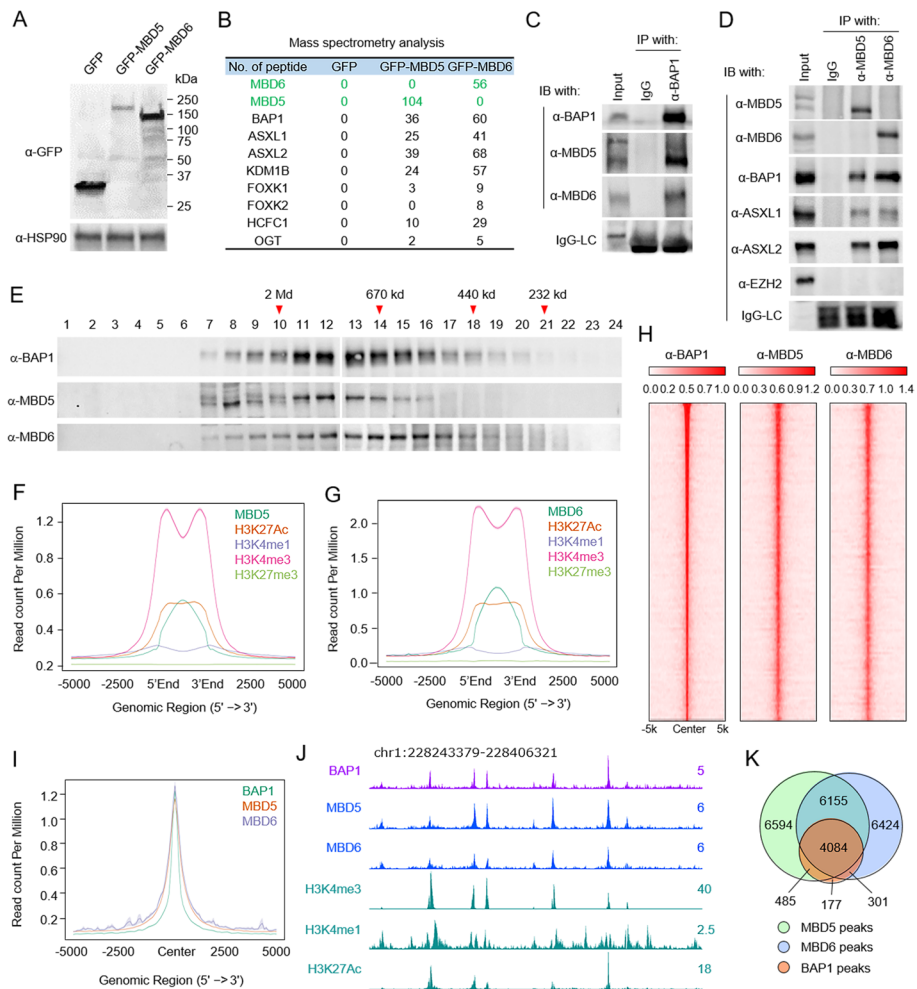 A
GFP
GFP-MBD5
GFP-MBD6
kDa
250
150
100
75
50
37
25
α-GFP
α-HSP90
B
Mass spectrometry analysis
No. of peptide GFP GFP-MBD5 GFP-MBD6
MBD6 0 0 56
MBD5 0 104 0
BAP1 0 36 60
ASXL1 0 25 41
ASXL2 0 39 68
KDM1B 0 24 57
FOXK1 0 3 9
FOXK2 0 0 8
HCFC1 0 10 29
OGT 0 2 5
C
IP with:
IB with:
Input
IgG
α-BAP1
α-BAP1
α-MBD5
α-MBD6
IgG-LC
D
IP with:
IB with:
Input
IgG
α-MBD5
α-MBD6
α-MBD5
α-MBD6
α-BAP1
α-ASXL1
α-ASXL2
α-EZH2
IgG-LC
E
2 Md 670 kd 440 kd 232 kd
1 2 3 4 5 6 7 8 9 10 11 12 13 14 15 16 17 18 19 20 21 22 23 24
α-BAP1
α-MBD5
α-MBD6
F
Read count Per Million
1.2
1.0
0.8
0.6
0.4
0.2
MBD5
H3K27Ac
H3K4me1
H3K4me3
H3K27me3
-5000 -2500 5'End 3'End 2500 5000
Genomic Region (5' -> 3')
G
Read count Per Million
2.0
1.5
1.0
0.5
0.0
MBD6
H3K27Ac
H3K4me1
H3K4me3
H3K27me3
-5000 -2500 5'End 3'End 2500 5000
Genomic Region (5' -> 3')
H
α-BAP1 α-MBD5 α-MBD6
0.0 0.5 1.0 0.0 0.3 0.6 1.2 0.0 0.3 0.7 1.4
-5k Center 5k
I
Read count Per Million
1.2
1.0
0.8
0.6
0.4
0.2
BAP1
MBD5
MBD6
-5000 -2500 Center 2500 5000
Genomic Region (5' -> 3')
J
chr1:228243379-228406321
BAP1 5
MBD5 6
MBD6 6
H3K4me3 40
H3K4me1 2.5
H3K27Ac 18
K
6155
6594
6424
4084
485
177
301
MBD5 peaks
MBD6 peaks
BAP1 peaks